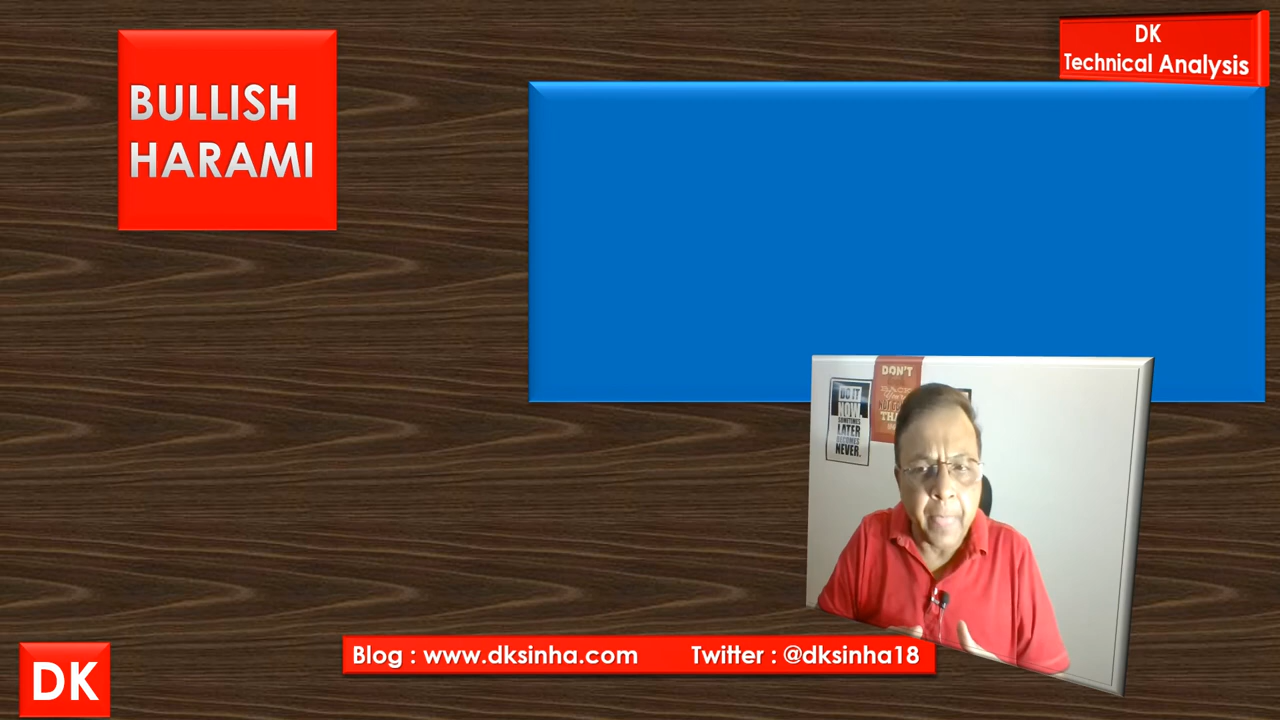 BULLISH
HARAMI
DK
Technical Analysis
DON'T
DO IT
NOW
SOMETIMES
LATER
BECOMES
NEVER.
Blog : www.dksinha.com Twitter : @dksinha18
DK